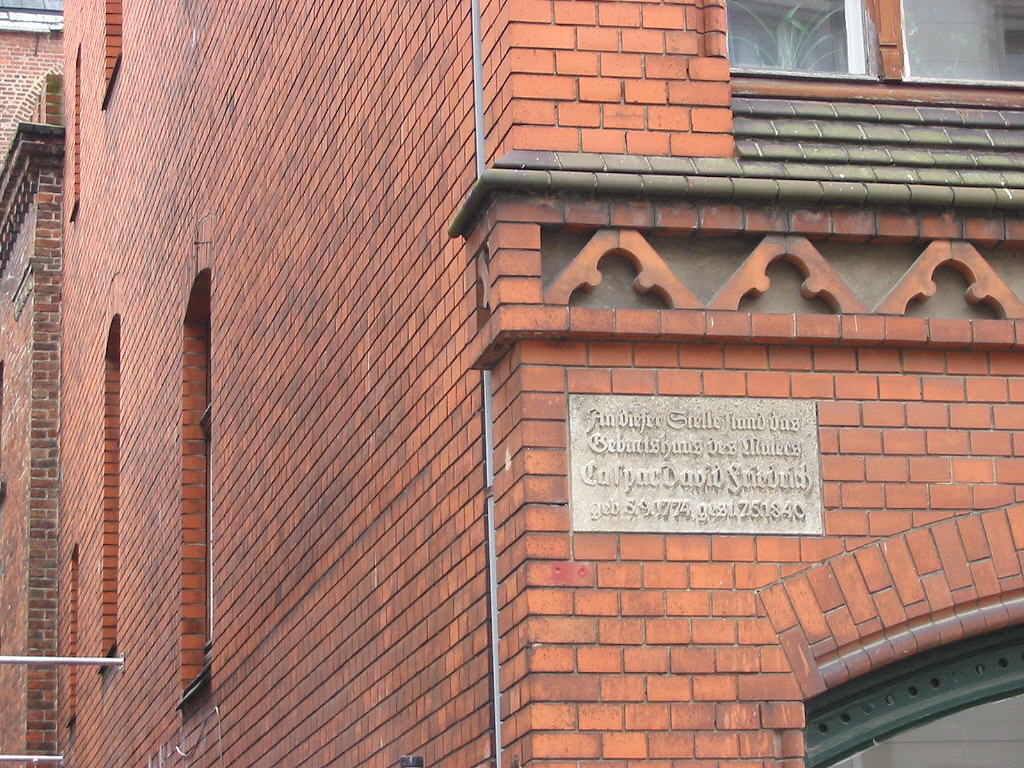 An dieser Stelle stand das
Geburtshaus des Malers
Caspar David Friedrich
geb. 5.9.1774, gest. 7.5.1840